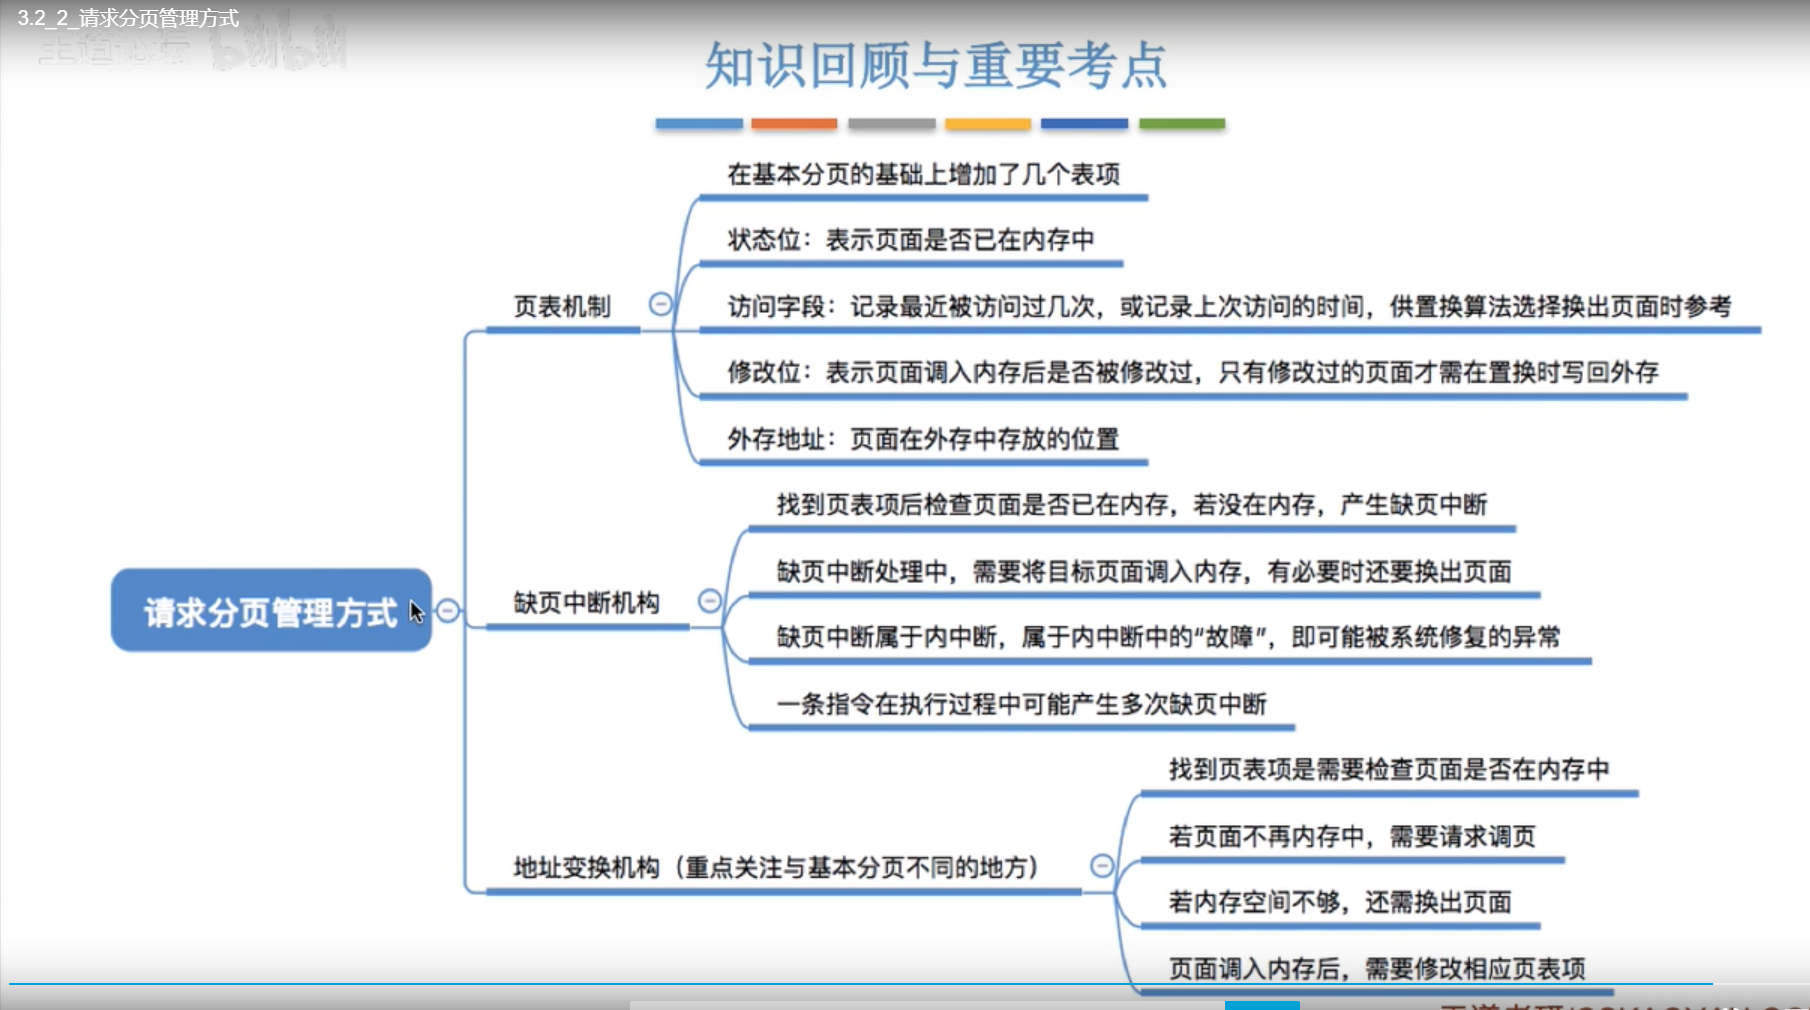 3.2_2_请求分页管理方式
王道论坛 bilibili
知识回顾与重要考点
在基本分页的基础上增加了几个表项
状态位：表示页面是否已在内存中
页表机制
访问字段：记录最近被访问过几次，或记录上次访问的时间，供置换算法选择换出页面时参考
修改位：表示页面调入内存后是否被修改过，只有修改过的页面才需在置换时写回外存
外存地址：页面在外存中存放的位置
找到页表项后检查页面是否已在内存，若没在内存，产生缺页中断
缺页中断处理中，需要将目标页面调入内存，有必要时还要换出页面
请求分页管理方式
缺页中断机构
缺页中断属于内中断，属于内中断中的“故障”，即可能被系统修复的异常
一条指令在执行过程中可能产生多次缺页中断
找到页表项是需要检查页面是否在内存中
若页面不再内存中，需要请求调页
地址变换机构（重点关注与基本分页不同的地方）
若内存空间不够，还需换出页面
页面调入内存后，需要修改相应页表项